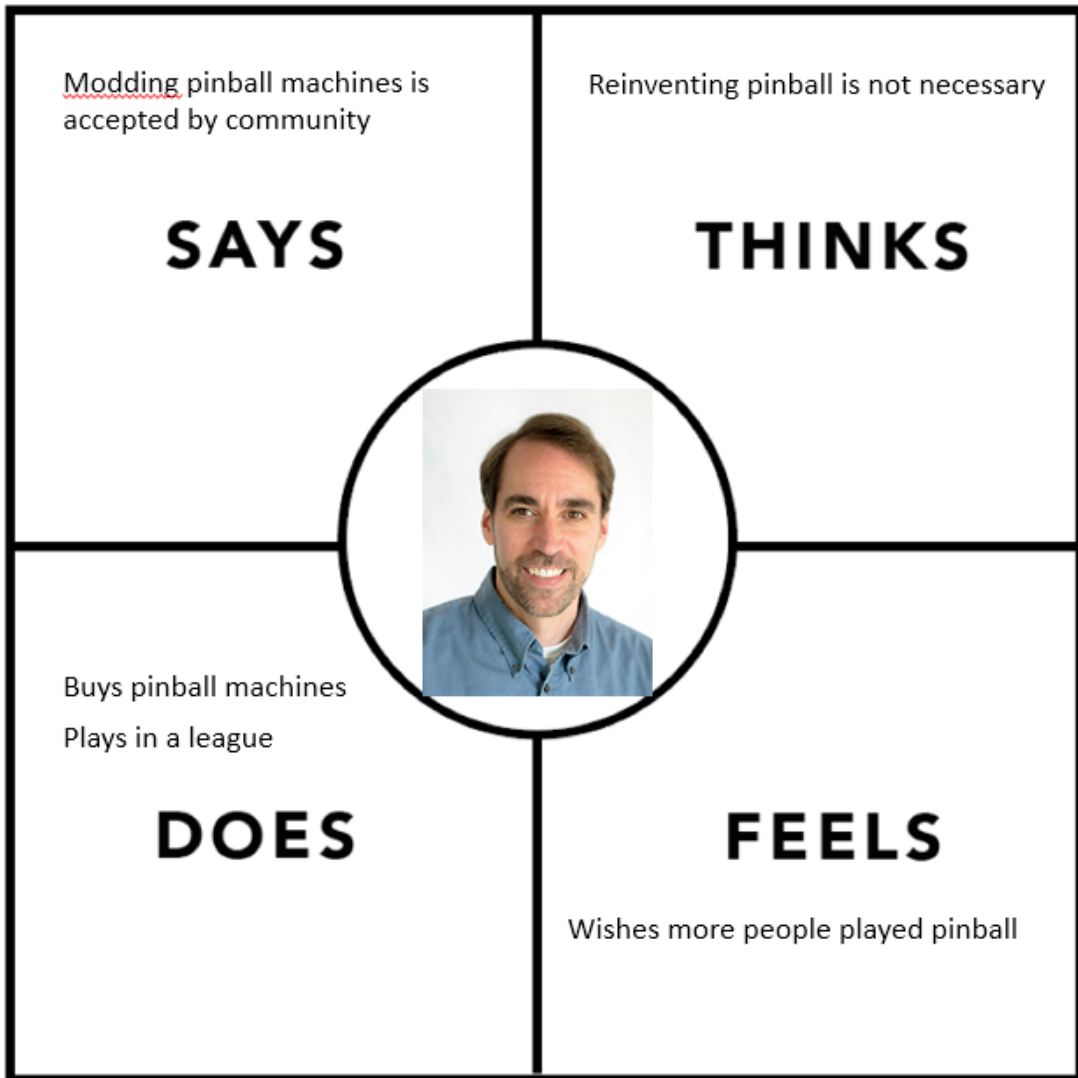 Modding pinball machines is
accepted by community
SAYS
Reinventing pinball is not necessary
THINKS
Buys pinball machines
Plays in a league
DOES
FEELS
Wishes more people played pinball